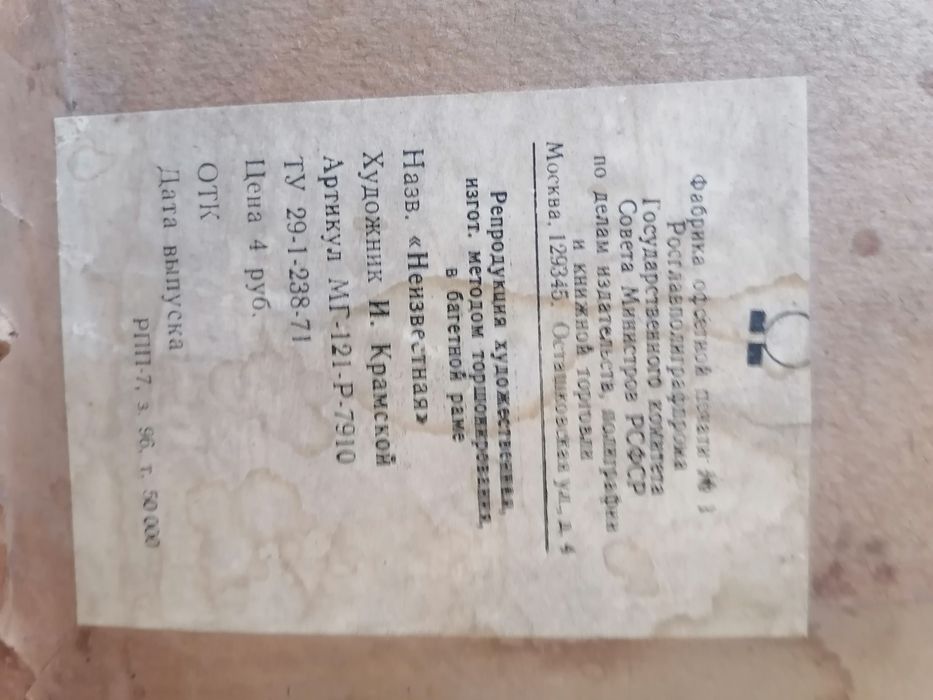 Фабрика офсетной печати № 1
Росглавполиграфпрома
Государственного комитета
Совета Министров РСФСР
по делам издательств, полиграфии
и книжной торговли
Москва, 129345, Осташковская ул., д. 4
Репродукция художественная,
изгот. методом торшонирования,
в багетной раме
Назв. «Неизвестная»
Художник И. Крамской
Артикул МГ-121-Р-7910
ТУ 29-1-238-71
Цена 4 руб.
ОТК
Дата выпуска
РПП-7, з. 96, т. 50 000